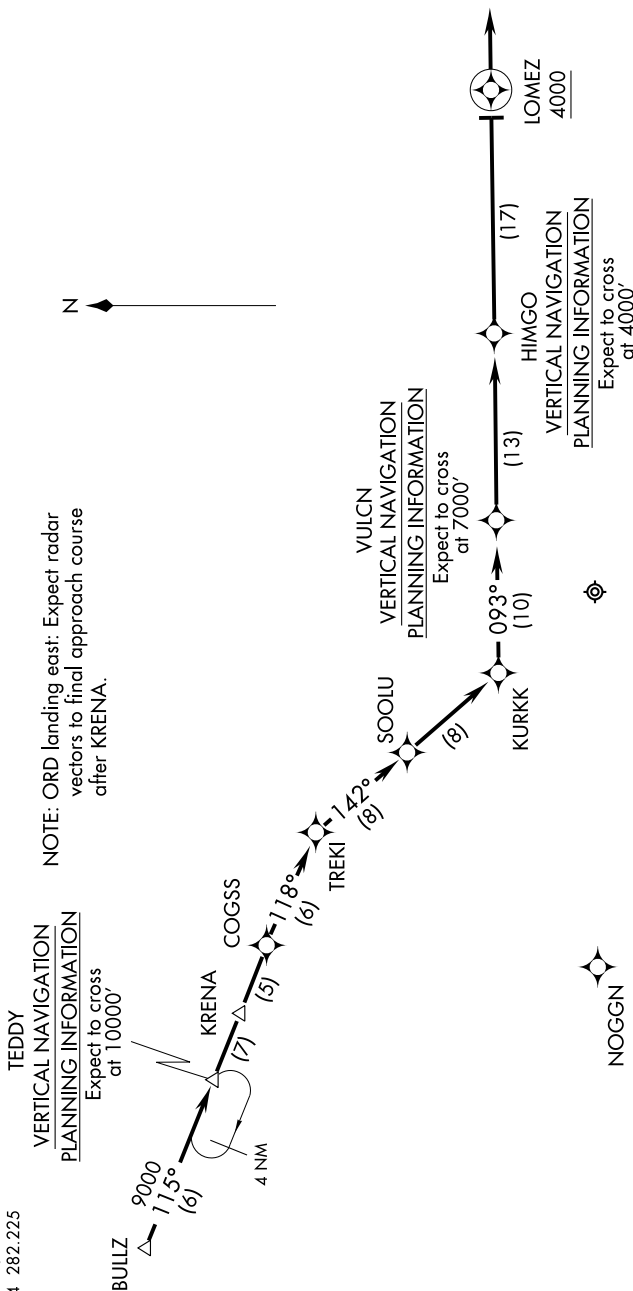 4 282.225
BULLZ
9000
115°
(6)
4 NM
TEDDY
VERTICAL NAVIGATION
PLANNING INFORMATION
Expect to cross
at 10000’
(7)
KRENA
(5)
COGSS
118°
(6)
TREKI
142°
(8)
SOOLU
(8)
KURKK
NOTE: ORD landing east: Expect radar
vectors to final approach course
after KRENA.
N
093°
(10)
VULCN
VERTICAL NAVIGATION
PLANNING INFORMATION
Expect to cross
at 7000’
(13)
HIMGO
VERTICAL NAVIGATION
PLANNING INFORMATION
Expect to cross
at 4000’
(17)
LOMEZ
4000
NOGGN